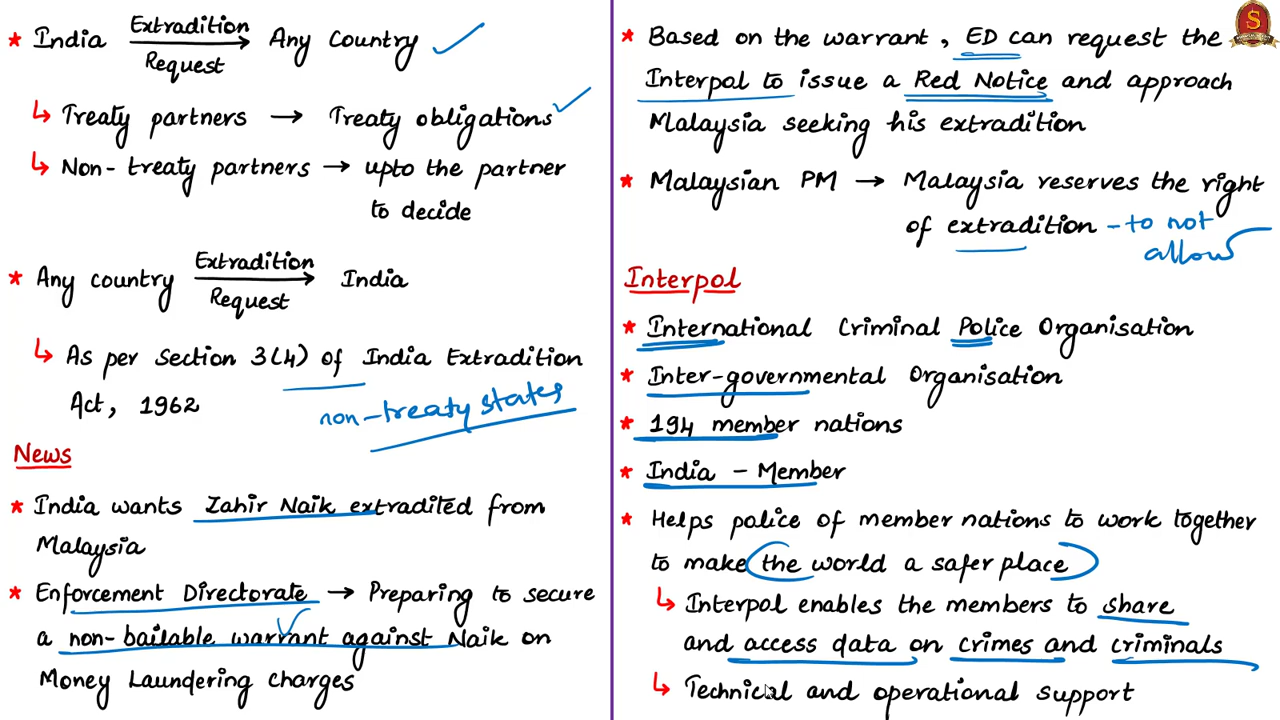 * India Extradition Request → Any Country ✓
↳ Treaty partners → Treaty obligations ✓
↳ Non-treaty partners → upto the partner
to decide
* Any country Extradition Request → India
↳ As per Section 3(4) of India Extradition
Act, 1962
non-treaty states
News
* India wants Zahir Naik extradited from
Malaysia
* Enforcement Directorate → Preparing to secure
a non-bailable warrant against Naik on
Money Laundering charges
* Based on the warrant, ED can request the
Interpol to issue a Red Notice and approach
Malaysia seeking his extradition
* Malaysian PM → Malaysia reserves the right
of extradition - to not
allow
Interpol
* International Criminal Police Organisation
* Inter-governmental Organisation
* 194 member nations
* India - Member
* Helps police of member nations to work together
to make the world a safer place
↳ Interpol enables the members to share
and access data on crimes and criminals
↳ Technical and operational support
S